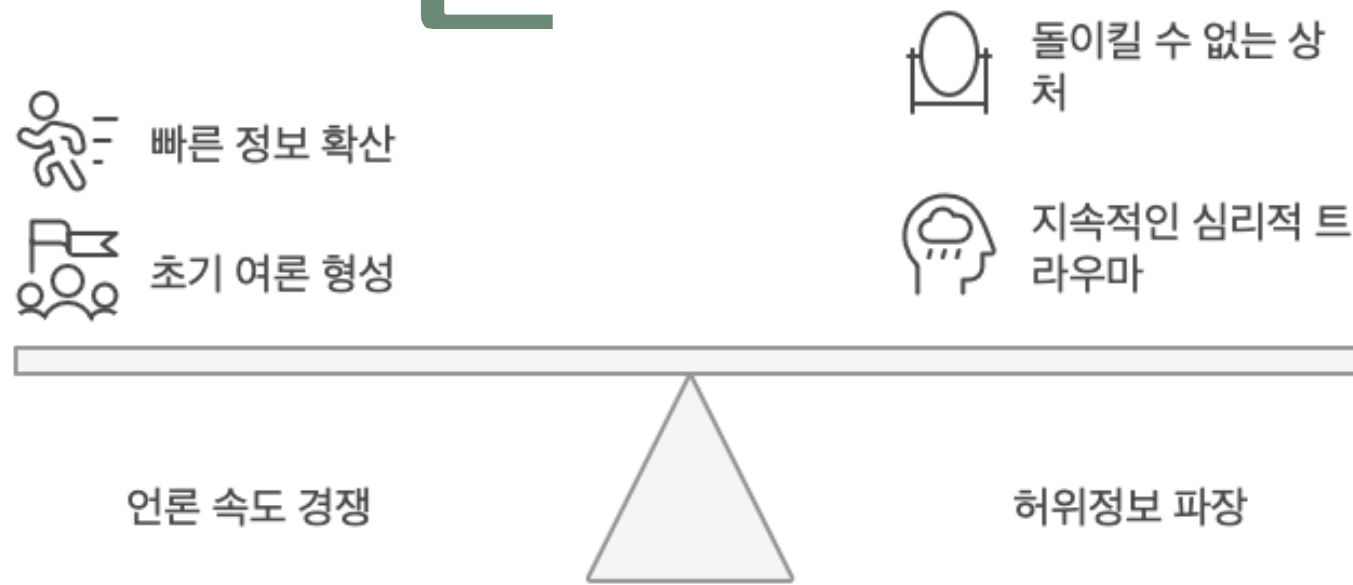 빠른 정보 확산
초기 여론 형성
돌이킬 수 없는 상
처
지속적인 심리적 트
라우마
언론 속도 경쟁
허위정보 파장